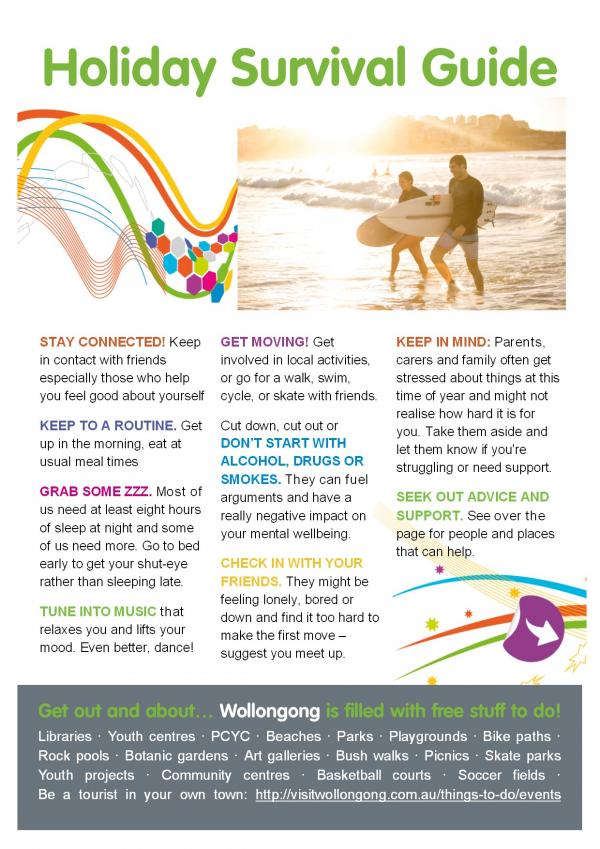 Holiday Survival Guide
STAY CONNECTED! Keep
in contact with friends
especially those who help
you feel good about yourself
KEEP TO A ROUTINE. Get
up in the morning, eat at
usual meal times
GRAB SOME ZZZ. Most of
us need at least eight hours
of sleep at night and some
of us need more. Go to bed
early to get your shut-eye
rather than sleeping late.
TUNE INTO MUSIC that
relaxes you and lifts your
mood. Even better, dance!
GET MOVING! Get
involved in local activities,
or go for a walk, swim,
cycle, or skate with friends.
Cut down, cut out or
DON'T START WITH
ALCOHOL, DRUGS OR
SMOKES. They can fuel
arguments and have a
really negative impact on
your mental wellbeing.
CHECK IN WITH YOUR
FRIENDS. They might be
feeling lonely, bored or
down and find it too hard to
make the first move –
suggest you meet up.
KEEP IN MIND: Parents,
carers and family often get
stressed about things at this
time of year and might not
realise how hard it is for
you. Take them aside and
let them know if you're
struggling or need support.
SEEK OUT ADVICE AND
SUPPORT. See over the
page for people and places
that can help.
Get out and about… Wollongong is filled with free stuff to do!
Libraries · Youth centres · PCYC · Beaches · Parks · Playgrounds · Bike paths ·
Rock pools · Botanic gardens · Art galleries · Bush walks · Picnics · Skate parks
Youth projects · Community centres · Basketball courts · Soccer fields ·
Be a tourist in your own town: http://visitwollongong.com.au/things-to-do/events